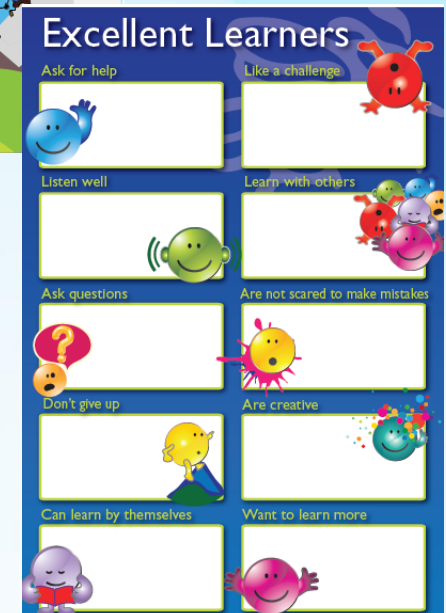 Excellent Learners
Ask for help
Like a challenge
Listen well
Learn with others
Ask questions
Are not scared to make mistakes
?
Don't give up
Are creative
Can learn by themselves
Want to learn more